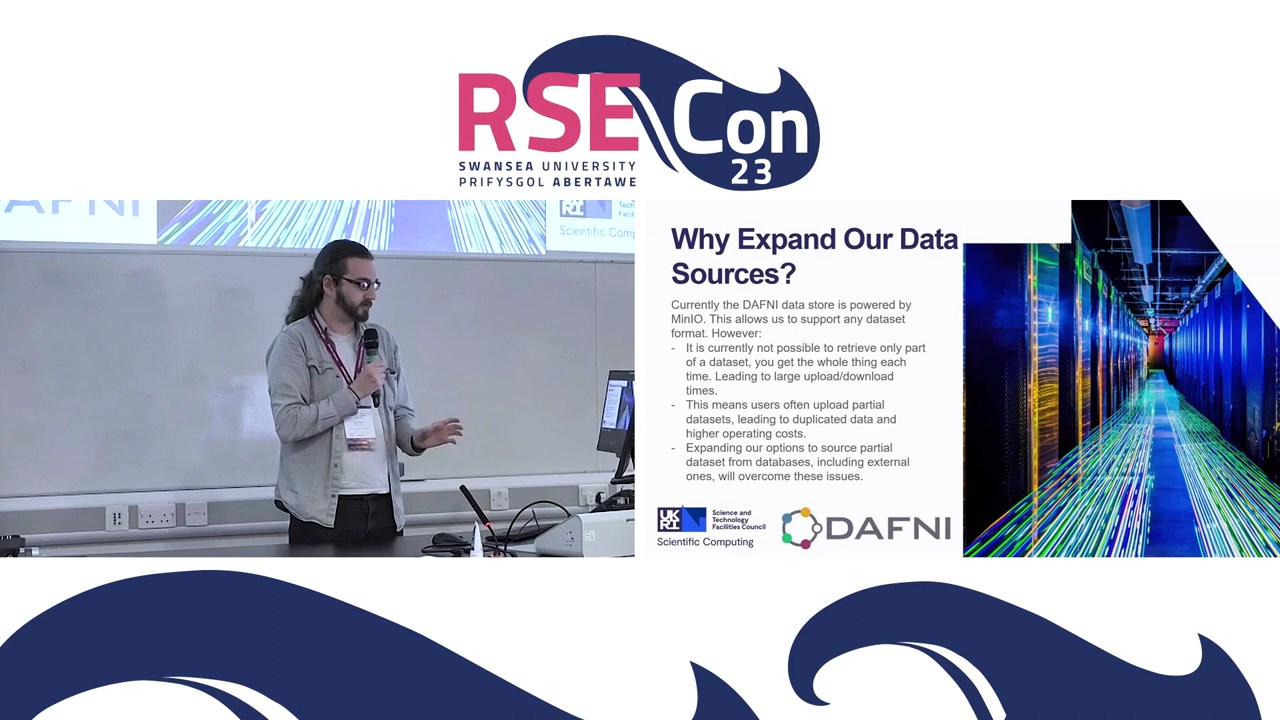 RSE Con
23
SWANSEA UNIVERSITY
PRIFYSGOL ABERTAWE
AFNI
Scientific Comp
Why Expand Our Data
Sources?
Currently the DAFNI data store is powered by
MinIO. This allows us to support any dataset
format. However:
- It is currently not possible to retrieve only part
of a dataset, you get the whole thing each
time. Leading to large upload/download
times.
- This means users often upload partial
datasets, leading to duplicated data and
higher operating costs.
- Expanding our options to source partial
dataset from databases, including external
ones, will overcome these issues.
UKRI
Science and
Technology
Facilities Council
Scientific Computing
DAFNI